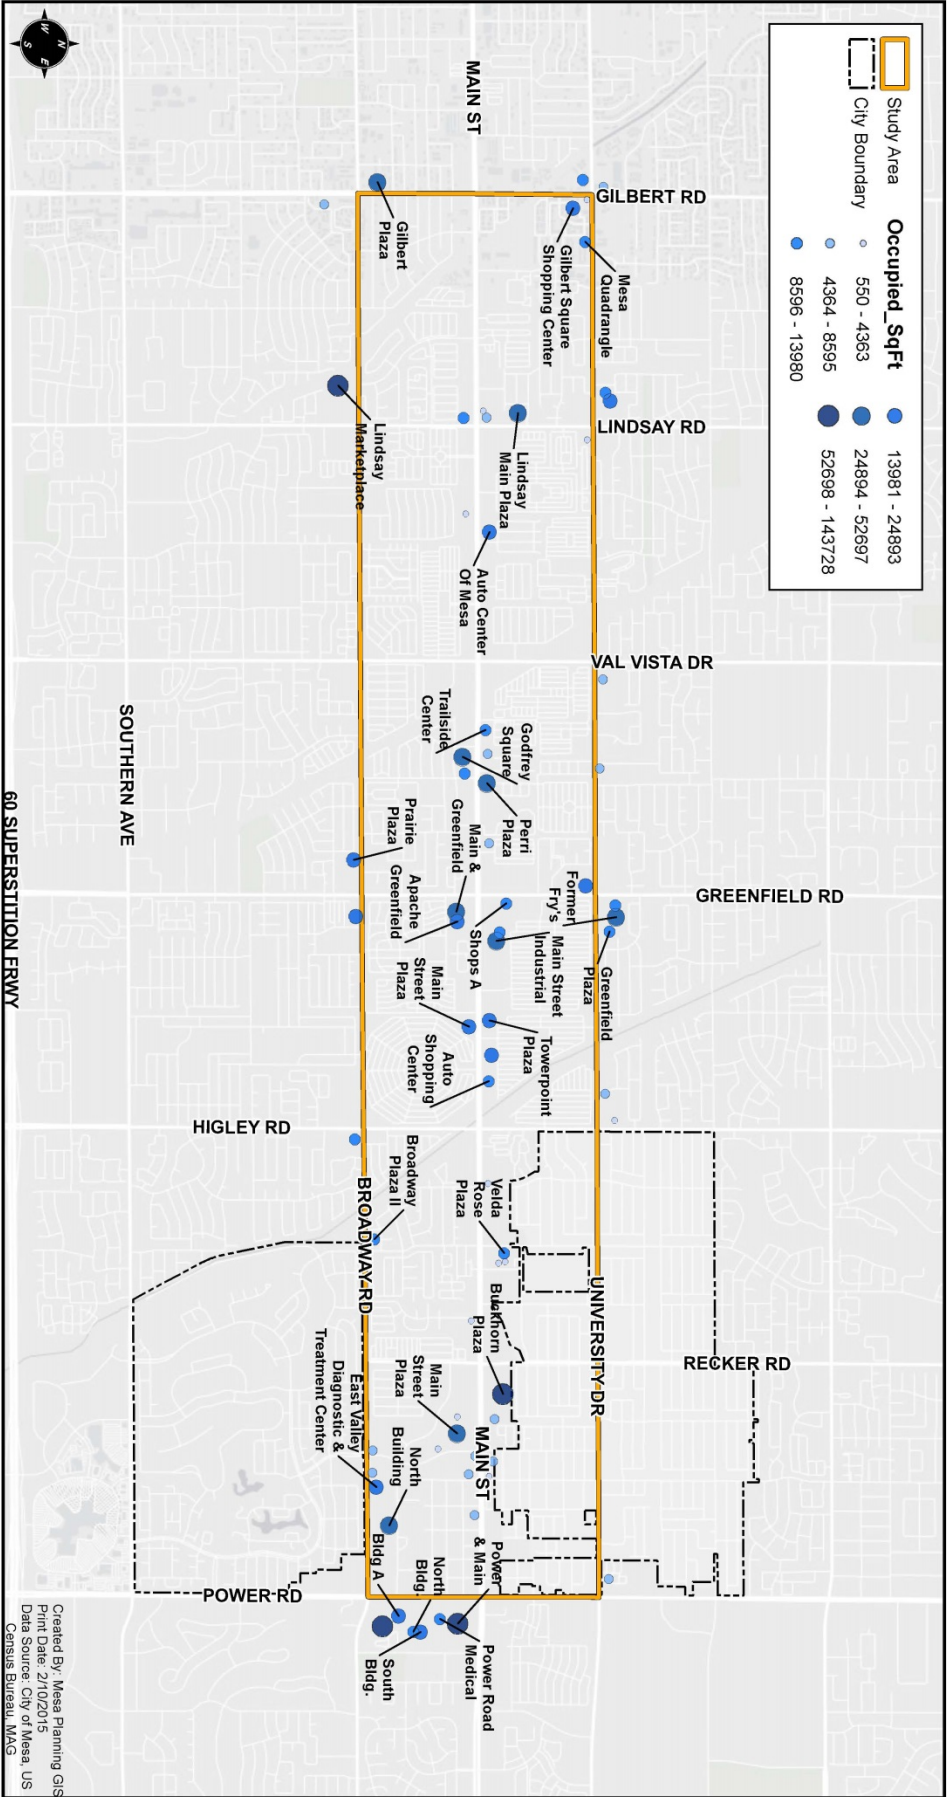 Study Area
City Boundary
Occupied_SqFt
550 - 4363
4364 - 8595
8596 - 13980
13981 - 24893
24894 - 52697
52698 - 143728
N
W
E
S
MAIN ST
GILBERT RD
Gilbert
Plaza
Gilbert Square
Shopping Center
Mesa
Quadrangle
LINDSAY RD
Lindsay
Marketplace
Lindsay
Main Plaza
Auto Center
Of Mesa
VAL VISTA DR
Trailside
Center
Godfrey
Square
Perri
Plaza
SOUTHERN AVE
60 SUPERSTITION FRWY
Prairie
Plaza
Main &
Greenfield
Apache
Greenfield
Former
Fry's
GREENFIELD RD
Shops A
Main Street
Industrial
Greenfield
Plaza
Main
Street
Plaza
Towerpoint
Plaza
Auto
Shopping
Center
HIGLEY RD
Broadway
Plaza II
BROADWAY RD
Velda
Rose
Plaza
UNIVERSITY DR
Buckhorn
Plaza
RECKER RD
Main
Street
Plaza
MAIN ST
East Valley
Diagnostic &
Treatment Center
North
Building
Bldg A
North
Bldg.
Power
& Main
POWER RD
Power Road
Medical
South
Bldg.
Created By: Mesa Planning GIS
Print Date: 2/10/2015
Data Source: City of Mesa, US
Census Bureau, MAG